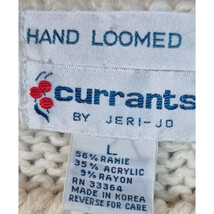 HAND LOOMED
currants
BY JERI-JO
L
56% RAMIE
35% ACRYLIC
9% RAYON
RN 33364
MADE IN KOREA
REVERSE FOR CARE